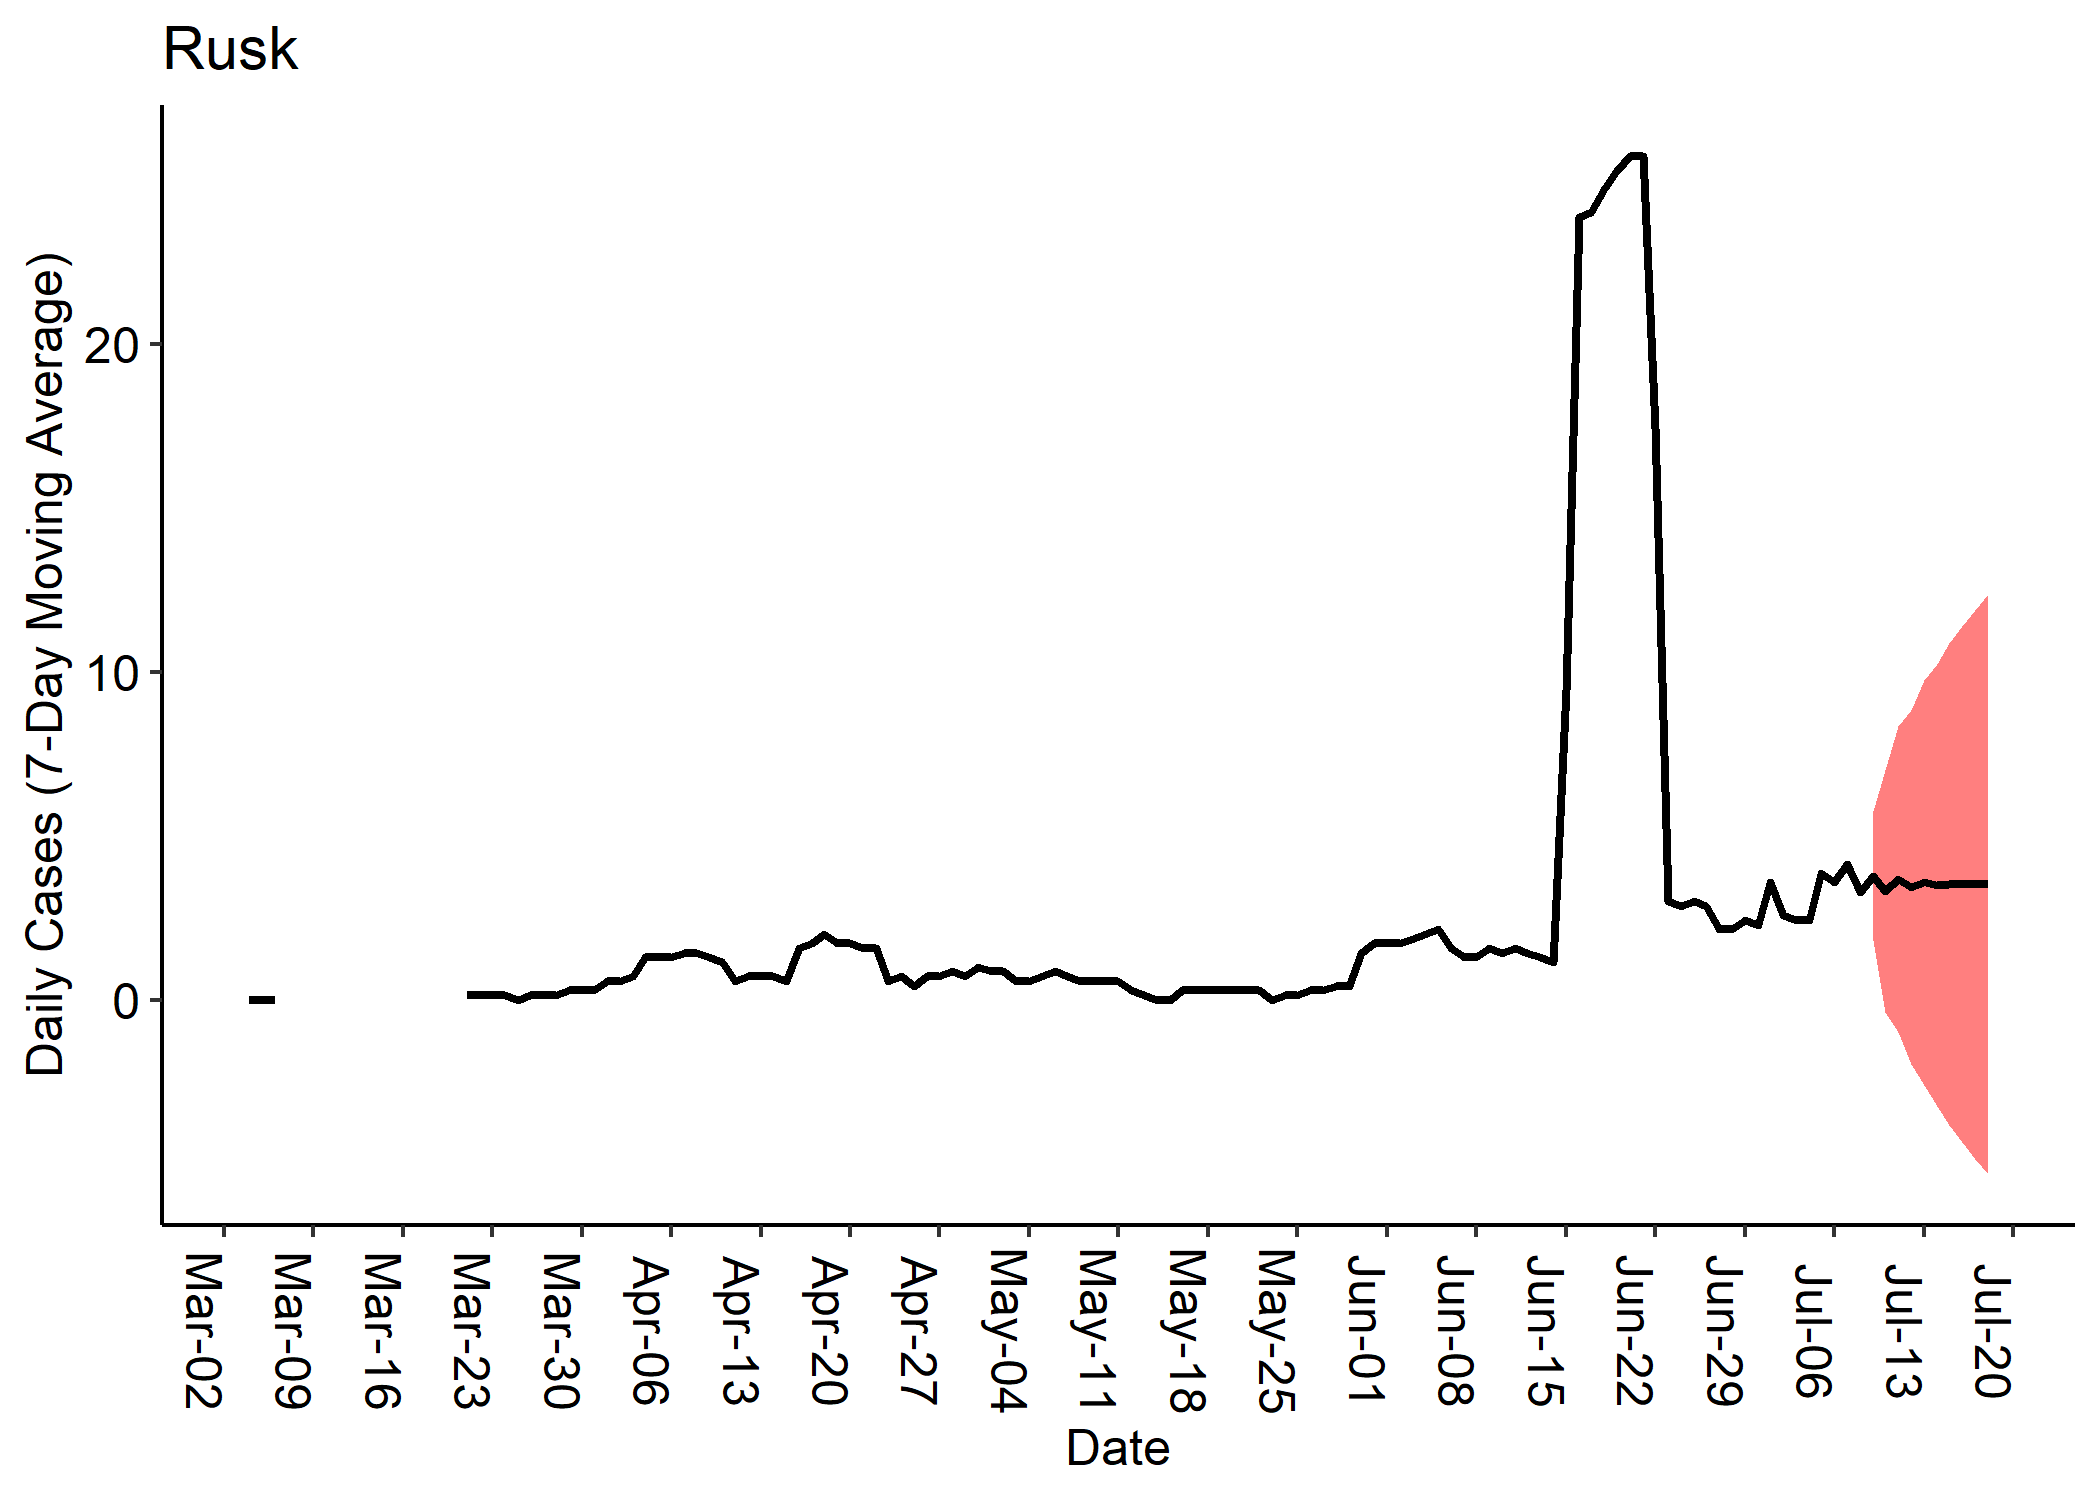 Rusk
Daily Cases (7-Day Moving Average)
20
10
0
Mar-02
Mar-09
Mar-16
Mar-23
Mar-30
Apr-06
Apr-13
Apr-20
Apr-27
May-04
May-11
May-18
May-25
Jun-01
Jun-08
Jun-15
Jun-22
Jun-29
Jul-06
Jul-13
Jul-20
Date